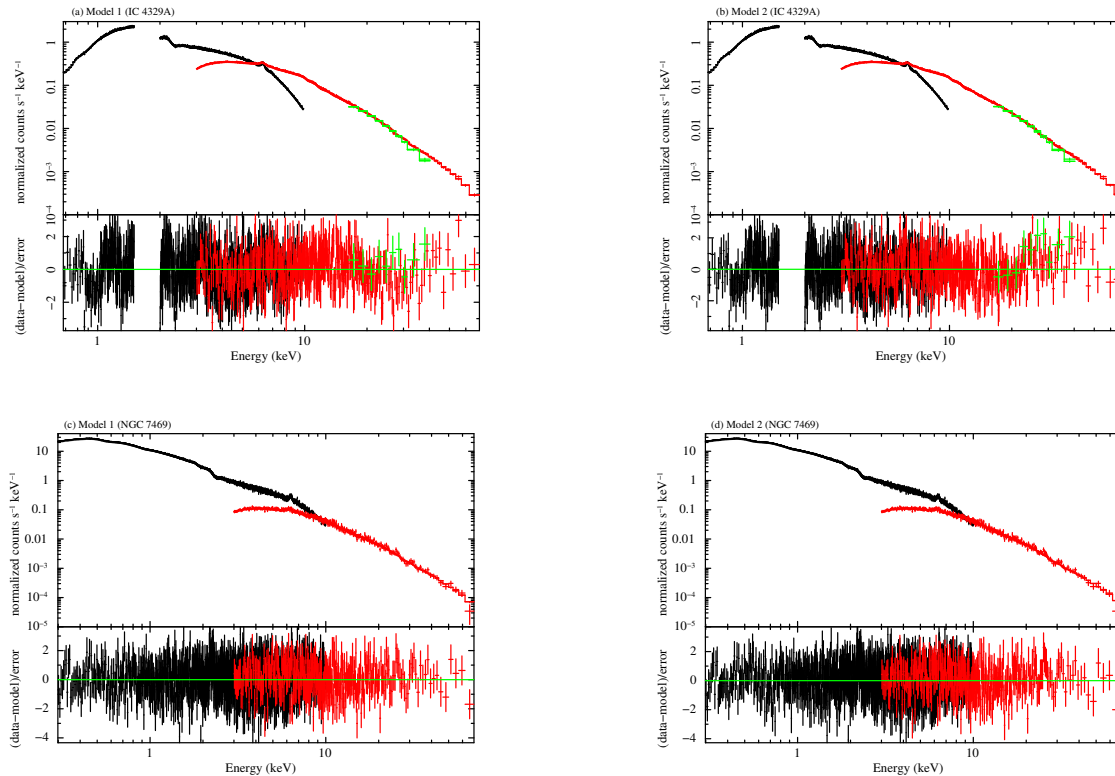 (a) Model 1 (IC 4329A)
normalized counts s⁻¹ keV⁻¹
1
0.1
0.01
10⁻³
10⁻⁴
(data−model)/error
2
0
−2
1
10
Energy (keV)
(b) Model 2 (IC 4329A)
normalized counts s⁻¹ keV⁻¹
1
0.1
0.01
10⁻³
10⁻⁴
(data−model)/error
2
0
−2
1
10
Energy (keV)
(c) Model 1 (NGC 7469)
normalized counts s⁻¹ keV⁻¹
10
1
0.1
0.01
10⁻³
10⁻⁴
10⁻⁵
(data−model)/error
2
0
−2
−4
1
10
Energy (keV)
(d) Model 2 (NGC 7469)
normalized counts s⁻¹ keV⁻¹
10
1
0.1
0.01
10⁻³
10⁻⁴
10⁻⁵
(data−model)/error
2
0
−2
−4
1
10
Energy (keV)